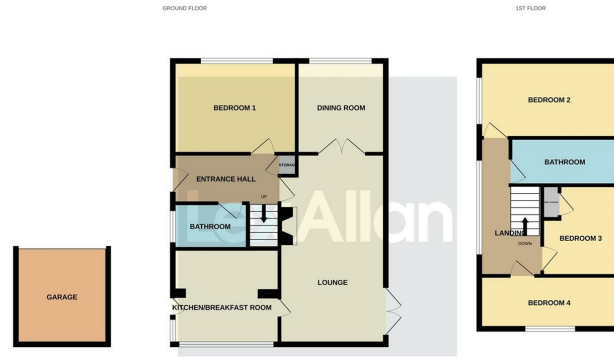 GROUND FLOOR
1ST FLOOR
BEDROOM 1
DINING ROOM
STORAGE
ENTRANCE HALL
UP
BATHROOM
LexAllan
LOUNGE
KITCHEN/BREAKFAST ROOM
GARAGE
BEDROOM 2
BATHROOM
LANDING
DOWN
BEDROOM 3
BEDROOM 4